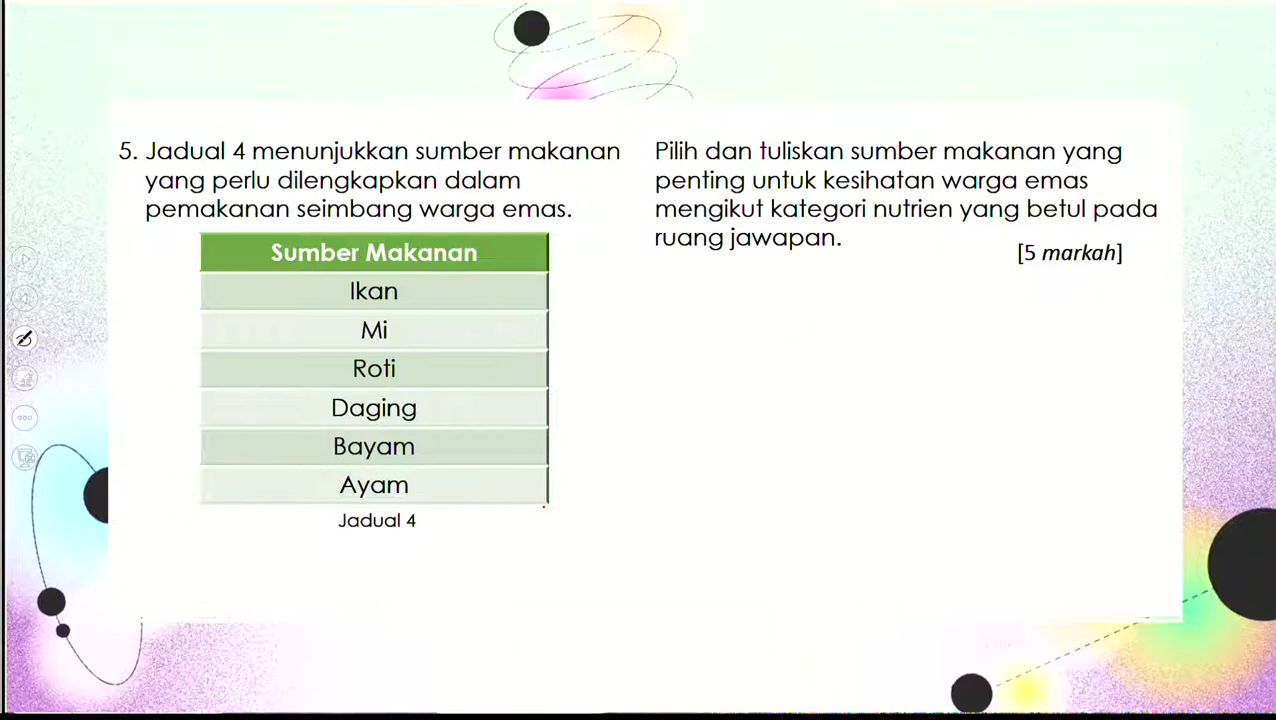 5. Jadual 4 menunjukkan sumber makanan
yang perlu dilengkapkan dalam
pemakanan seimbang warga emas.
Sumber Makanan
Ikan
Mi
Roti
Daging
Bayam
Ayam
Jadual 4
Pilih dan tuliskan sumber makanan yang
penting untuk kesihatan warga emas
mengikut kategori nutrien yang betul pada
ruang jawapan.
[5 markah]